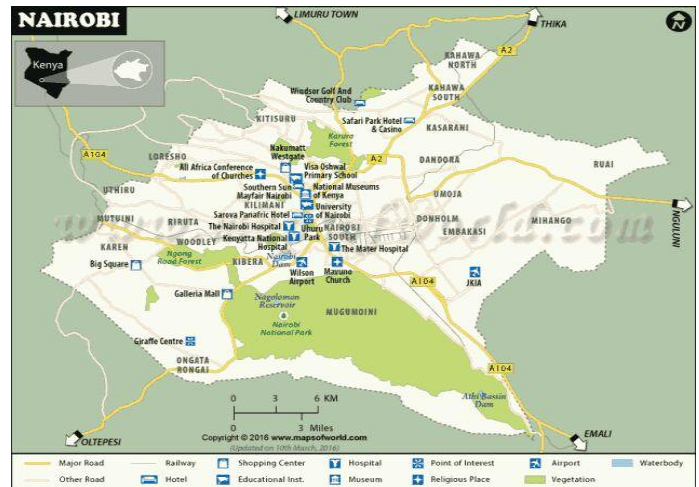 NAIROBI
LIMURU TOWN
THIKA
N
Kenya
A2
KAHAWA
NORTH
Windsor Golf And
Country Club
KAHAWA
SOUTH
KITISURU
Safari Park Hotel
& Casino
KASARANI
Karura
Forest
Nakumatt
Westgate
A104
LORESHO
A2
DANDORA
All Africa Conference
of Churches
Visa Oshwal
Primary School
RUAI
UTHIRU
Southern Sun
Mayfair Nairobi
National Museums
of Kenya
UMOJA
KILIMANI
MUTUINI
RIRUTA
Sarova Panafric Hotel
University
of Nairobi
DONHOLM
MIHANGO
NGULINI
The Nairobi Hospital
Uhuru
Park
NAIROBI
SOUTH
EMBAKASI
KAREN
WOODLEY
Kenyatta National
Hospital
The Mater Hospital
Ngong
Road Forest
KIBERA
Nairobi
Dam
Big Square
Wilson
Airport
Mavuno
Church
A104
JKIA
Galleria Mall
Nagolomon
Reservoir
MUGUMOINI
Nairobi
National Park
Giraffe Centre
ONGATA
RONGAI
A104
Athi Bassin
Dam
0 3 6 KM
0 3 Miles
OLTEPESI
EMALI
Copyright © 2016 www.mapsofworld.com
(Updated on 10th March, 2016)
Major Road
Railway
Shopping Center
Hospital
Point of Interest
Airport
Waterbody
Other Road
Hotel
Educational Inst.
Museum
Religious Place
Vegetation